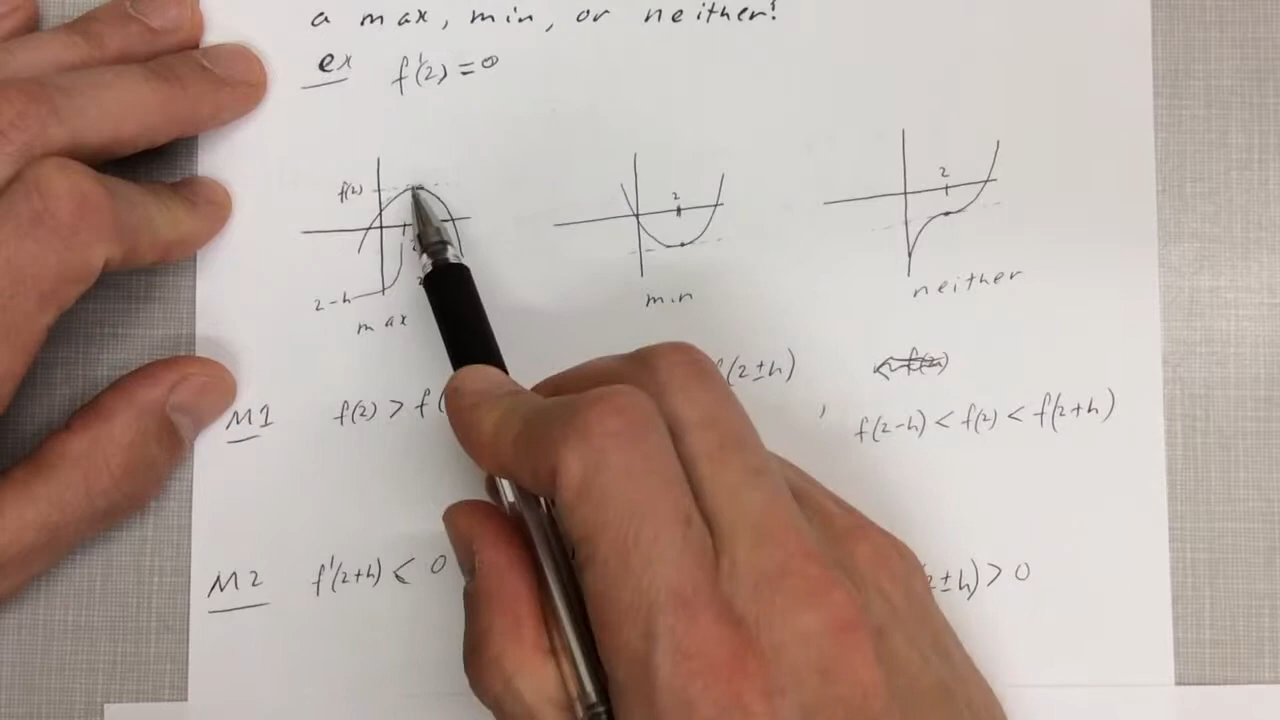 a max, min, or neither?
ex f'(2) = 0
f(2)
2
2
2-h
max
min
neither
f(2±h)
M1 f(2) > f(
f(2-h) < f(2) < f(2+h)
M2 f'(2+h) < 0
2±h) > 0